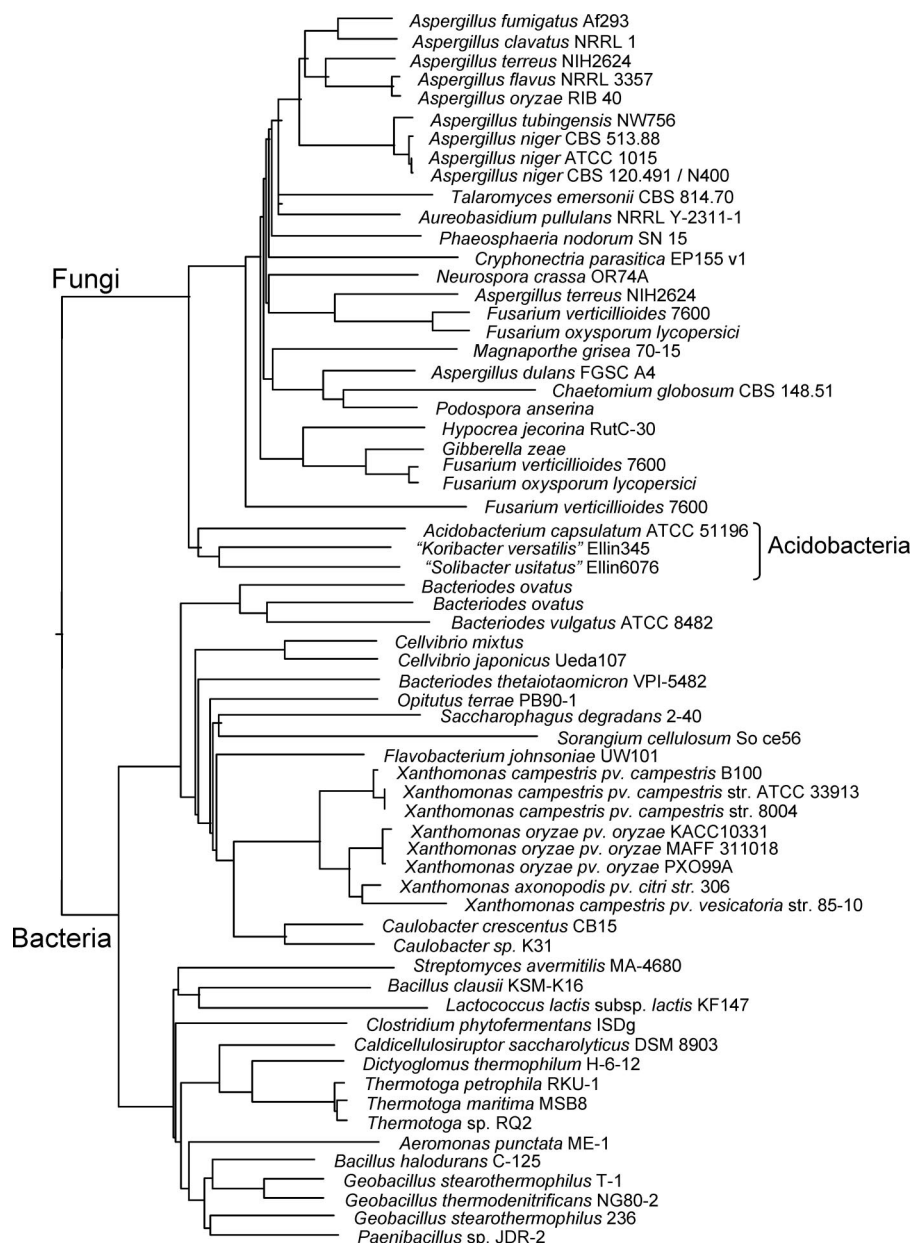 Aspergillus fumigatus Af293
Aspergillus clavatus NRRL 1
Aspergillus terreus NIH2624
Aspergillus flavus NRRL 3357
Aspergillus oryzae RIB 40
Aspergillus tubingensis NW756
Aspergillus niger CBS 513.88
Aspergillus niger ATCC 1015
Aspergillus niger CBS 120.491 / N400
Talaromyces emersonii CBS 814.70
Aureobasidium pullulans NRRL Y-2311-1
Phaeosphaeria nodorum SN 15
Cryphonectria parasitica EP155 v1
Neurospora crassa OR74A
Fungi
Aspergillus terreus NIH2624
Fusarium verticillioides 7600
Fusarium oxysporum lycopersici
Magnaporthe grisea 70-15
Aspergillus dulans FGSC A4
Chaetomium globosum CBS 148.51
Podospora anserina
Hypocrea jecorina RutC-30
Gibberella zeae
Fusarium verticillioides 7600
Fusarium oxysporum lycopersici
Fusarium verticillioides 7600
Acidobacterium capsulatum ATCC 51196
"Koribacter versatilis" Ellin345
Acidobacteria
"Solibacter usitatus" Ellin6076
Bacteriodes ovatus
Bacteriodes ovatus
Bacteriodes vulgatus ATCC 8482
Cellvibrio mixtus
Cellvibrio japonicus Ueda107
Bacteriodes thetaiotaomicron VPI-5482
Opitutus terrae PB90-1
Saccharophagus degradans 2-40
Sorangium cellulosum So ce56
Flavobacterium johnsoniae UW101
Xanthomonas campestris pv. campestris B100
Xanthomonas campestris pv. campestris str. ATCC 33913
Xanthomonas campestris pv. campestris str. 8004
Xanthomonas oryzae pv. oryzae KACC10331
Xanthomonas oryzae pv. oryzae MAFF 311018
Xanthomonas oryzae pv. oryzae PXO99A
Xanthomonas axonopodis pv. citri str. 306
Xanthomonas campestris pv. vesicatoria str. 85-10
Caulobacter crescentus CB15
Bacteria
Caulobacter sp. K31
Streptomyces avermitilis MA-4680
Bacillus clausii KSM-K16
Lactococcus lactis subsp. lactis KF147
Clostridium phytofermentans ISDg
Caldicellulosiruptor saccharolyticus DSM 8903
Dictyoglomus thermophilum H-6-12
Thermotoga petrophila RKU-1
Thermotoga maritima MSB8
Thermotoga sp. RQ2
Aeromonas punctata ME-1
Bacillus halodurans C-125
Geobacillus stearothermophilus T-1
Geobacillus thermodenitrificans NG80-2
Geobacillus stearothermophilus 236
Paenibacillus sp. JDR-2